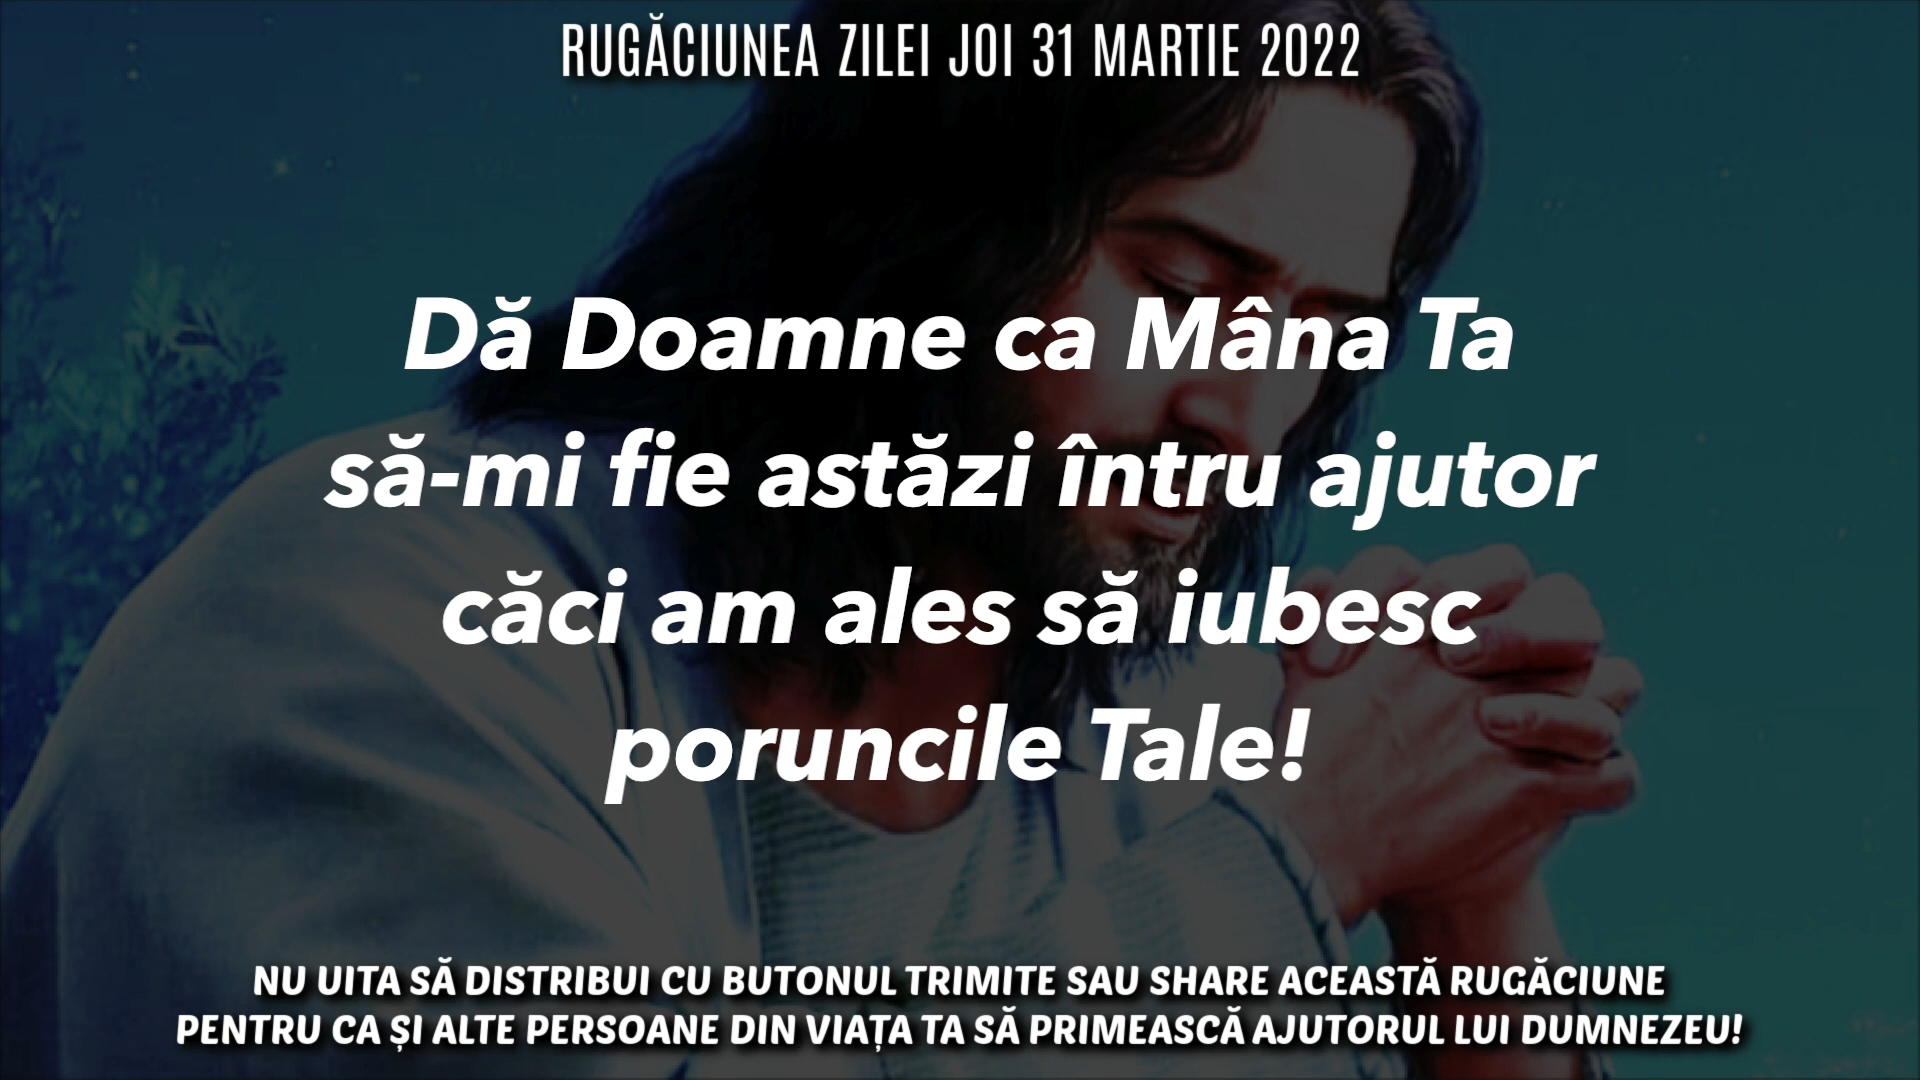 RUGĂCIUNEA ZILEI JOI 31 MARTIE 2022
Dă Doamne ca Mâna Ta
să-mi fie astăzi întru ajutor
căci am ales să iubesc
poruncile Tale!
NU UITA SĂ DISTRIBUI CU BUTONUL TRIMITE SAU SHARE ACEASTĂ RUGĂCIUNE
PENTRU CA ȘI ALTE PERSOANE DIN VIAȚA TA SĂ PRIMEASCĂ AJUTORUL LUI DUMNEZEU!